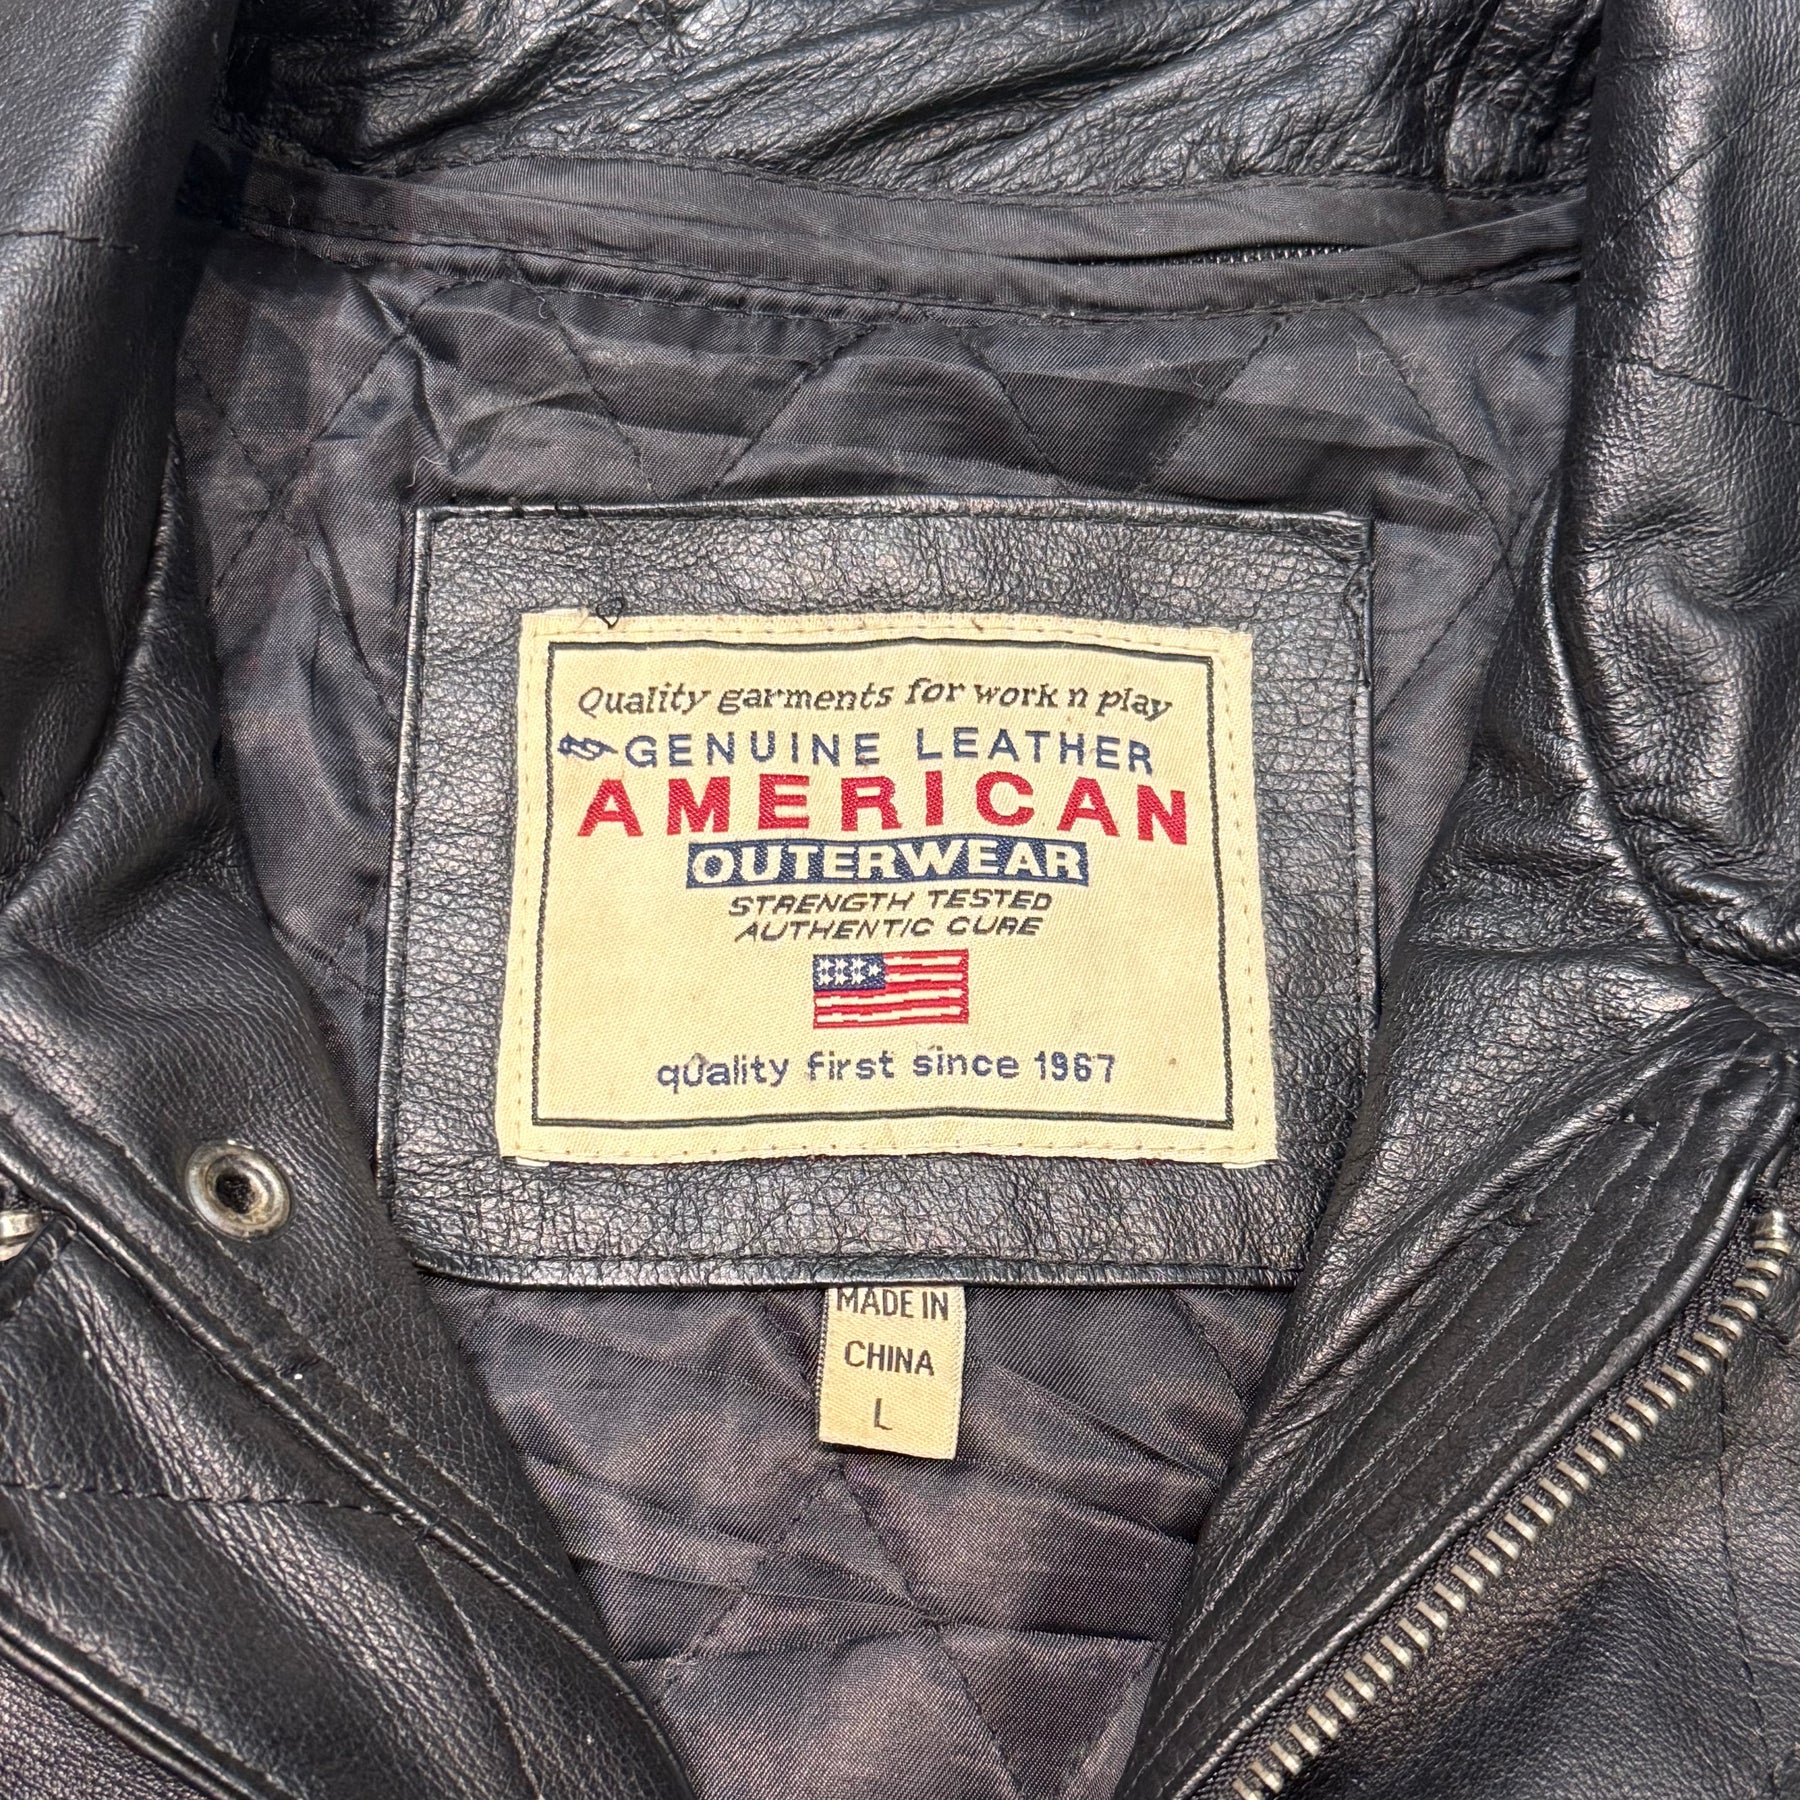 Quality garments for work n play
GENUINE LEATHER
AMERICAN
OUTERWEAR
STRENGTH TESTED
AUTHENTIC CURE
quality first since 1967
MADE IN
CHINA
L